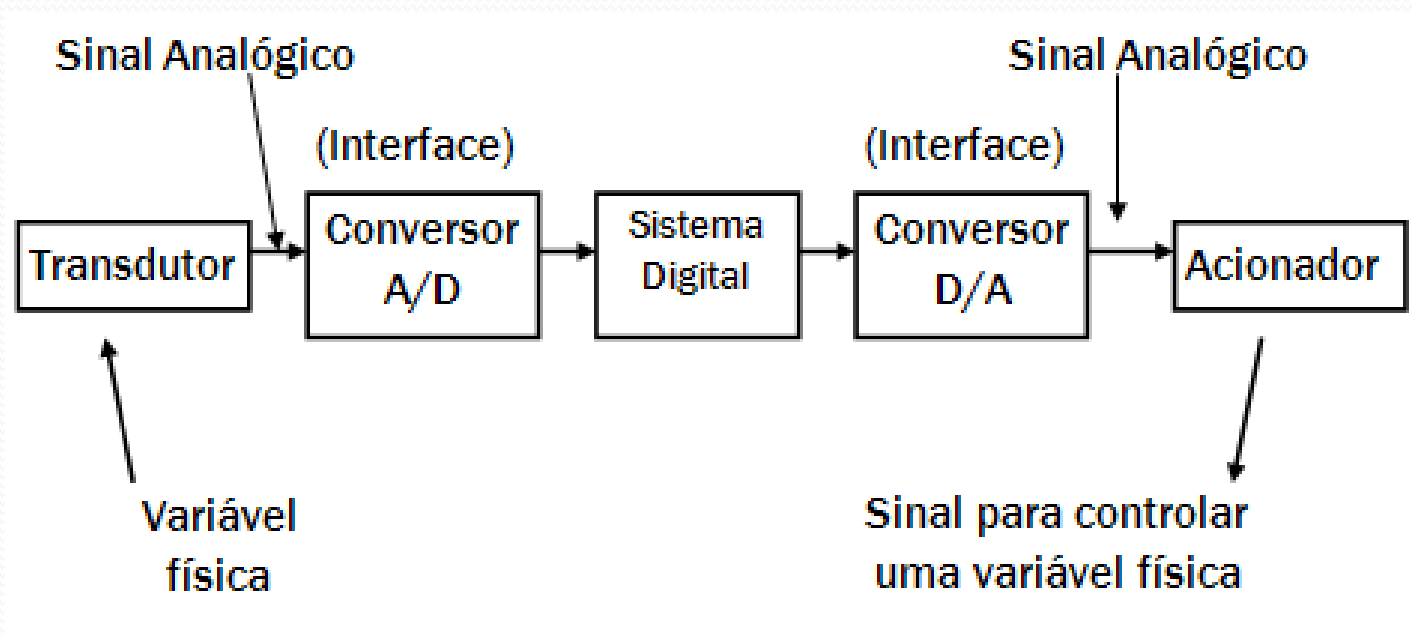 Sinal Analógico
Sinal Analógico
(Interface)
(Interface)
Transdutor
Conversor
A/D
Sistema
Digital
Conversor
D/A
Acionador
Variável
física
Sinal para controlar
uma variável física